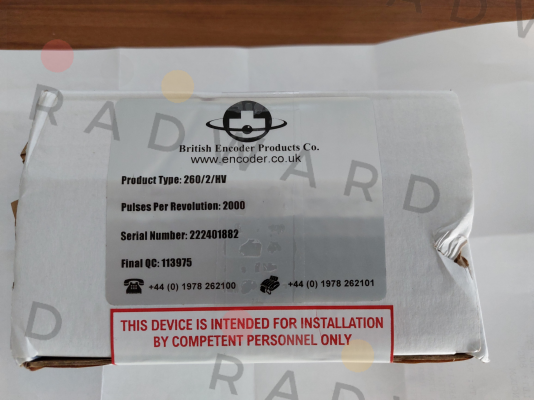 British Encoder Products Co.
www.encoder.co.uk
Product Type: 260/2/HV
Pulses Per Revolution: 2000
Serial Number: 222401882
Final QC: 113975
+44 (0) 1978 262100 +44 (0) 1978 262101
THIS DEVICE IS INTENDED FOR INSTALLATION
BY COMPETENT PERSONNEL ONLY
RADWARD
RADWARD